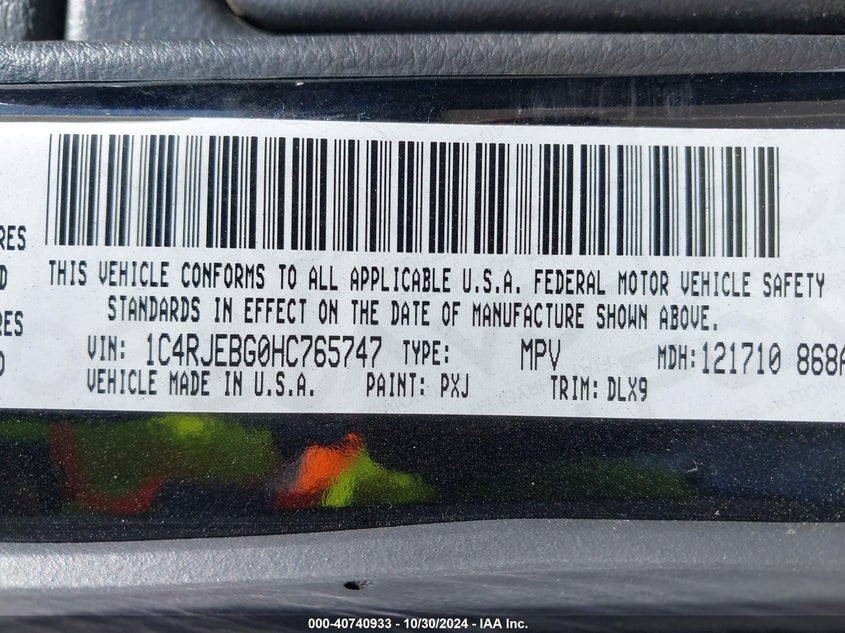 RES
D
RES
D
THIS VEHICLE CONFORMS TO ALL APPLICABLE U.S.A. FEDERAL MOTOR VEHICLE SAFETY
STANDARDS IN EFFECT ON THE DATE OF MANUFACTURE SHOWN ABOVE.
VIN: 1C4RJEBG0HC765747 TYPE: MPV MDH:121710 868A
VEHICLE MADE IN U.S.A. PAINT: PXJ TRIM: DLX9
000-40740933 - 10/30/2024 - IAA Inc.